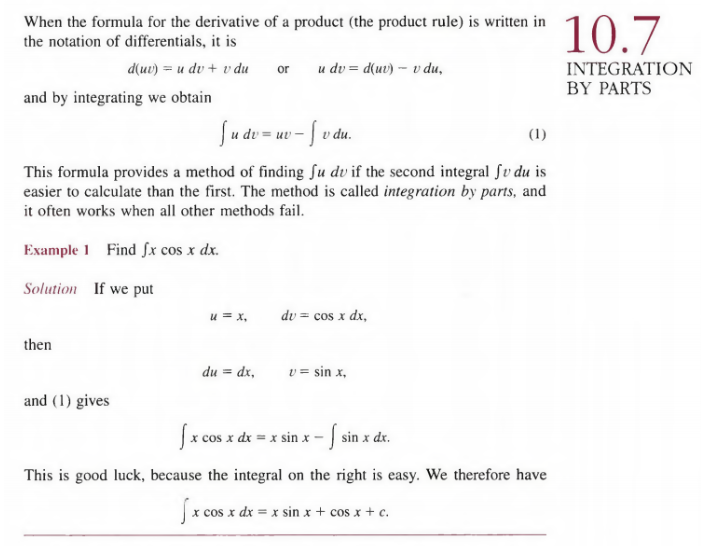 When the formula for the derivative of a product (the product rule) is written in
the notation of differentials, it is
d(uv) = u dv + v du or u dv = d(uv) − v du,
and by integrating we obtain
∫ u dv = uv − ∫ v du. (1)
This formula provides a method of finding ∫u dv if the second integral ∫v du is
easier to calculate than the first. The method is called integration by parts, and
it often works when all other methods fail.
Example 1 Find ∫x cos x dx.
Solution If we put
u = x, dv = cos x dx,
then
du = dx, v = sin x,
and (1) gives
∫ x cos x dx = x sin x − ∫ sin x dx.
This is good luck, because the integral on the right is easy. We therefore have
∫ x cos x dx = x sin x + cos x + c.
10.7
INTEGRATION
BY PARTS